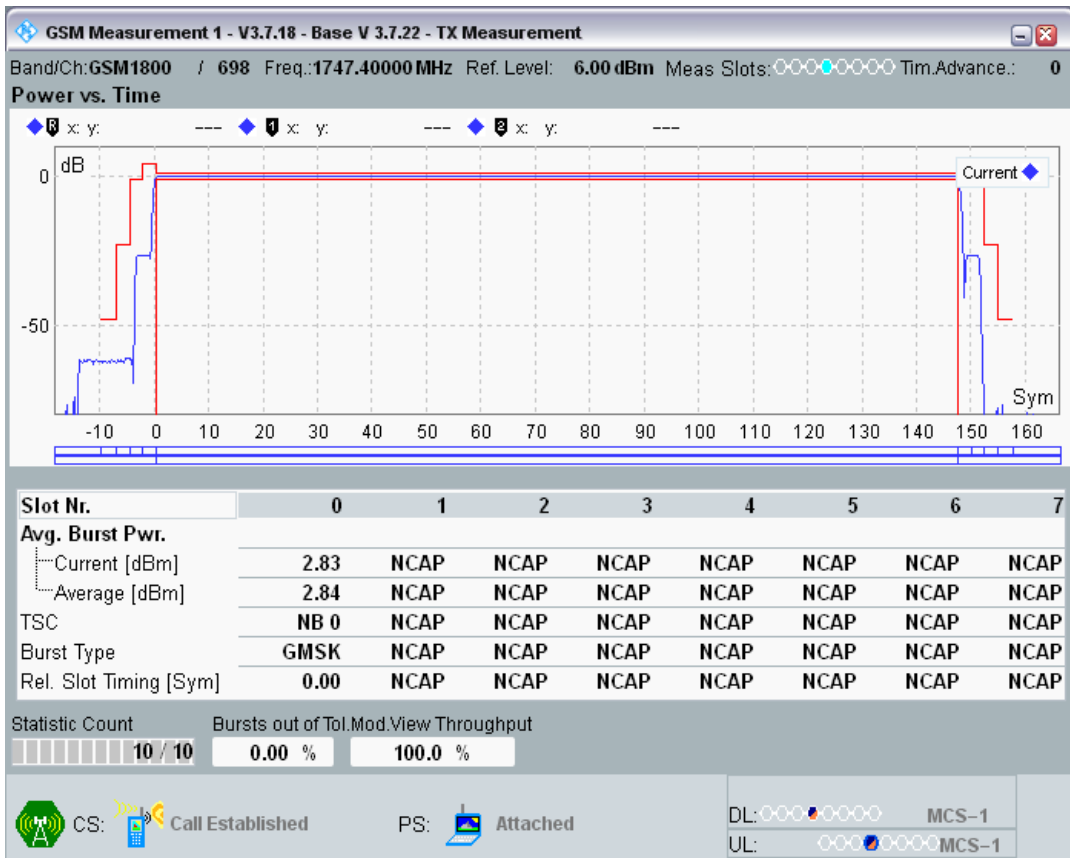 GSM Measurement 1 - V3.7.18 - Base V 3.7.22 - TX Measurement
Band/Ch:GSM1800 / 698 Freq.:1747.40000 MHz Ref. Level: 6.00 dBm Meas Slots: Tim.Advance.: 0
Power vs. Time
R x: y: --- 1 x: y: --- 2 x: y: ---
dB
Current
0
-50
Sym
-10 0 10 20 30 40 50 60 70 80 90 100 110 120 130 140 150 160
Slot Nr. 0 1 2 3 4 5 6 7
Avg. Burst Pwr.
Current [dBm] 2.83 NCAP NCAP NCAP NCAP NCAP NCAP NCAP
Average [dBm] 2.84 NCAP NCAP NCAP NCAP NCAP NCAP NCAP
TSC NB 0 NCAP NCAP NCAP NCAP NCAP NCAP NCAP
Burst Type GMSK NCAP NCAP NCAP NCAP NCAP NCAP NCAP
Rel. Slot Timing [Sym] 0.00 NCAP NCAP NCAP NCAP NCAP NCAP NCAP
Statistic Count Bursts out of Tol. Mod.View Throughput
10 / 10 0.00 % 100.0 %
CS: Call Established PS: Attached
DL: MCS-1
UL: MCS-1